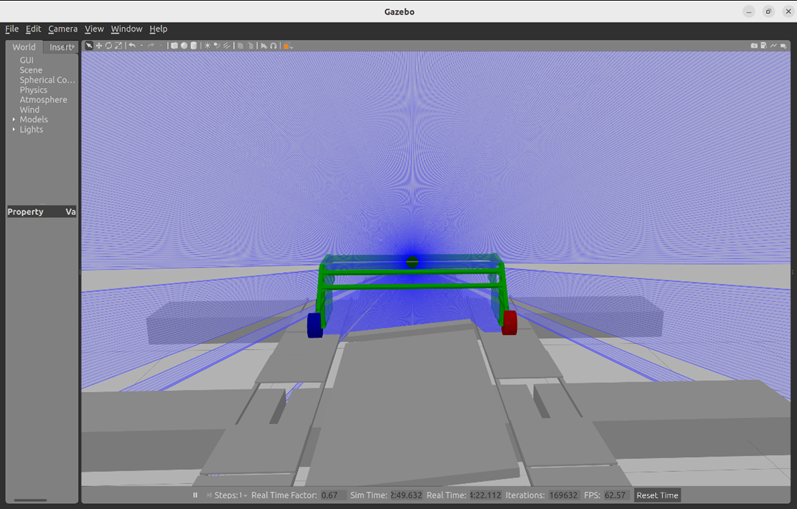 Gazebo
File Edit Camera View Window Help
World Insert
GUI
Scene
Spherical Co...
Physics
Atmosphere
Wind
Models
Lights
Property Va
Steps: 1 Real Time Factor: 0.67 Sim Time: 2:49.632 Real Time: 4:22.112 Iterations: 169632 FPS: 62.57 Reset Time